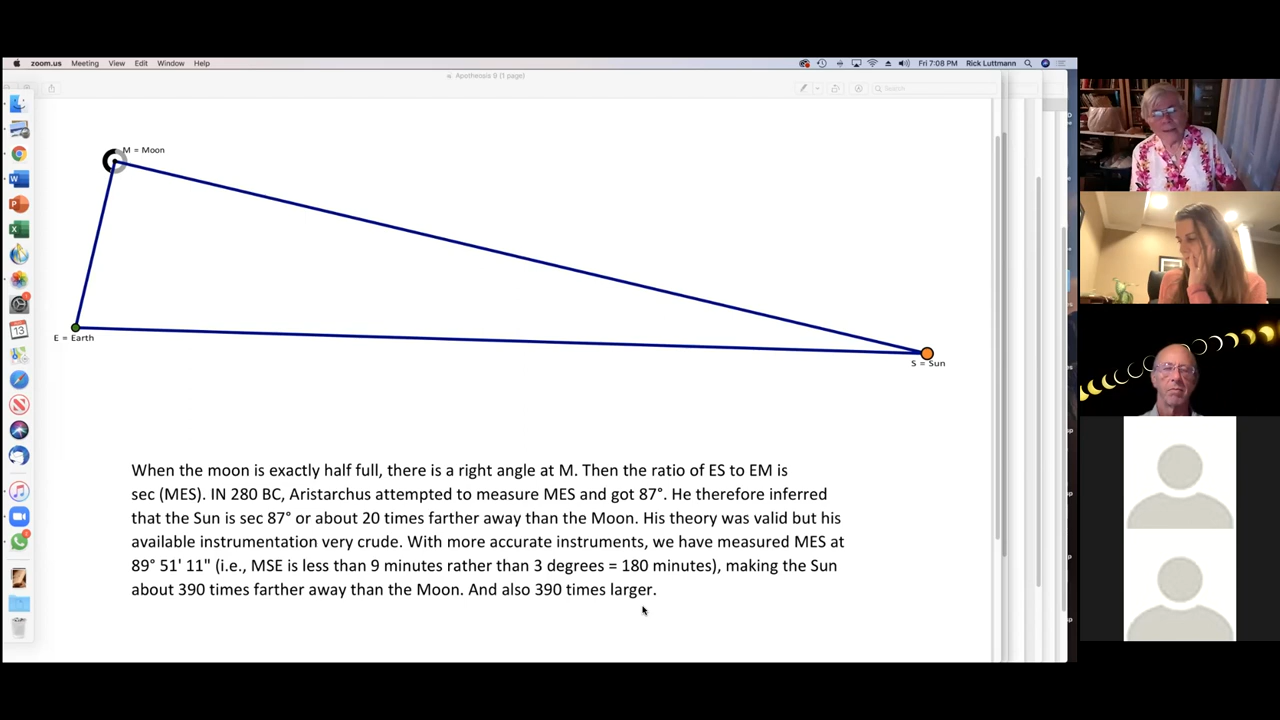 zoom.us Meeting View Edit Window Help Fri 7:08 PM Rick Luttmann
Apotheosis 9 (1 page)
Search
M = Moon
E = Earth
S = Sun
13
When the moon is exactly half full, there is a right angle at M. Then the ratio of ES to EM is
sec (MES). IN 280 BC, Aristarchus attempted to measure MES and got 87°. He therefore inferred
that the Sun is sec 87° or about 20 times farther away than the Moon. His theory was valid but his
available instrumentation very crude. With more accurate instruments, we have measured MES at
89° 51' 11" (i.e., MSE is less than 9 minutes rather than 3 degrees = 180 minutes), making the Sun
about 390 times farther away than the Moon. And also 390 times larger.